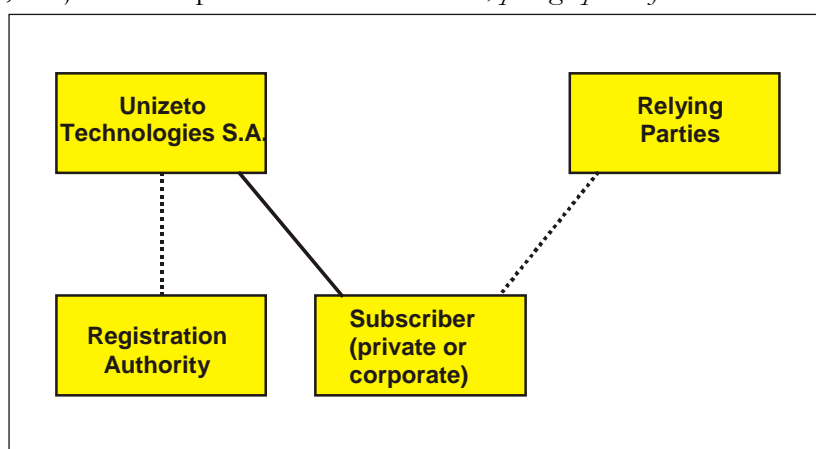 Unizeto
Technologies S.A.
Relying
Parties
Registration
Authority
Subscriber
(private or
corporate)